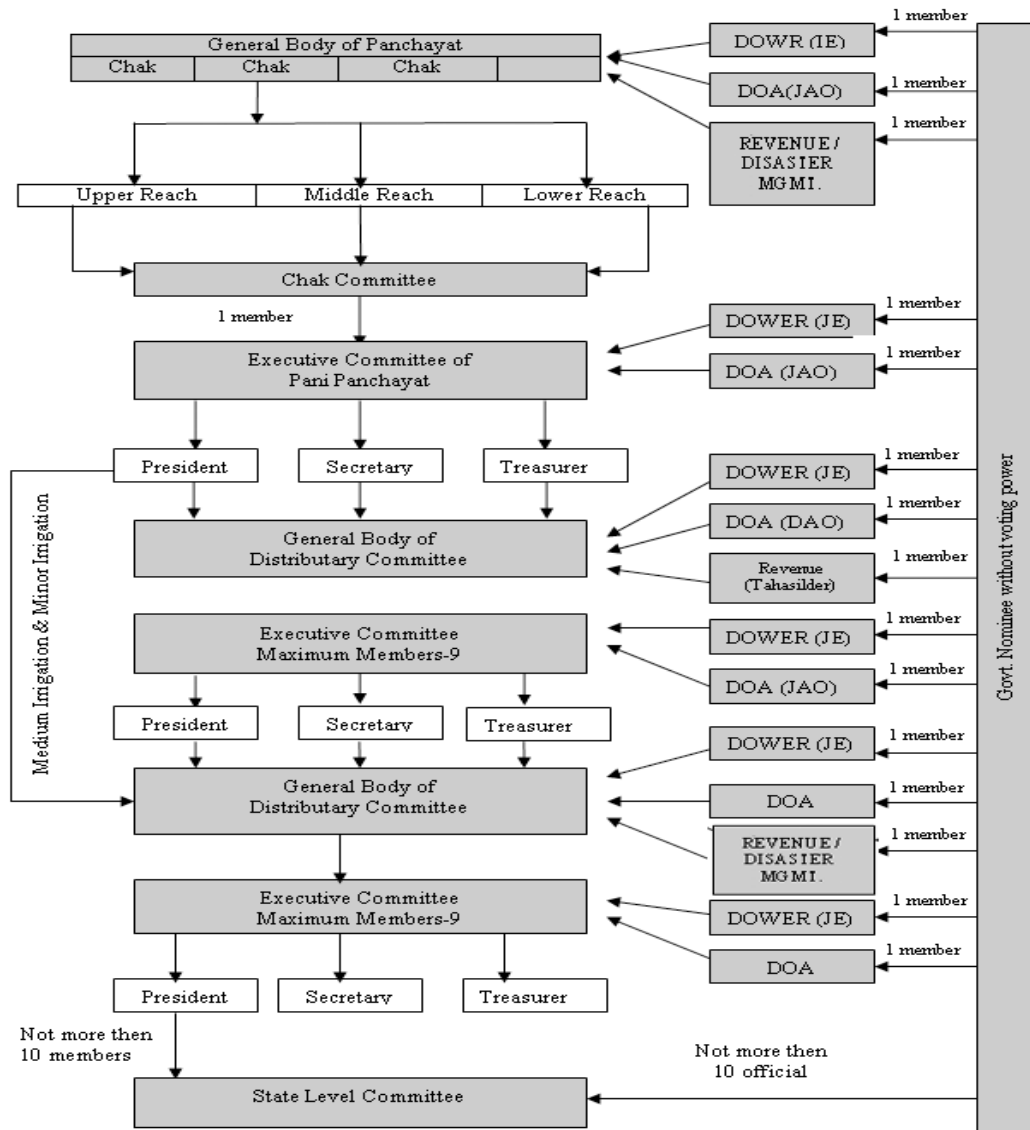 1 member
General Body of Panchayat
DOWR (IE)
Chak Chak Chak
1 member
DOA(JAO)
1 member
REVENUE /
DISASTER
MGMI.
Upper Reach Middle Reach Lower Reach
Chak Committee
1 member
1 member
DOWER (JE)
Executive Committee of
Pani Panchayat
1 member
DOA (JAO)
President Secretary Treasurer
1 member
DOWER (JE)
1 member
DOA (DAO)
General Body of
Distributary Committee
1 member
Revenue
(Tahasilder)
Medium Irrigation & Minor Irrigation
Govt. Nominee without voting power
Executive Committee
Maximum Members-9
1 member
DOWER (JE)
1 member
DOA (JAO)
President Secretary Treasurer
1 member
DOWER (JE)
General Body of
Distributary Committee
1 member
DOA
1 member
REVENUE /
DISASTER
MGMI.
Executive Committee
Maximum Members-9
1 member
DOWER (JE)
1 member
DOA
President Secretary Treasurer
Not more then
10 members
Not more then
10 official
State Level Committee